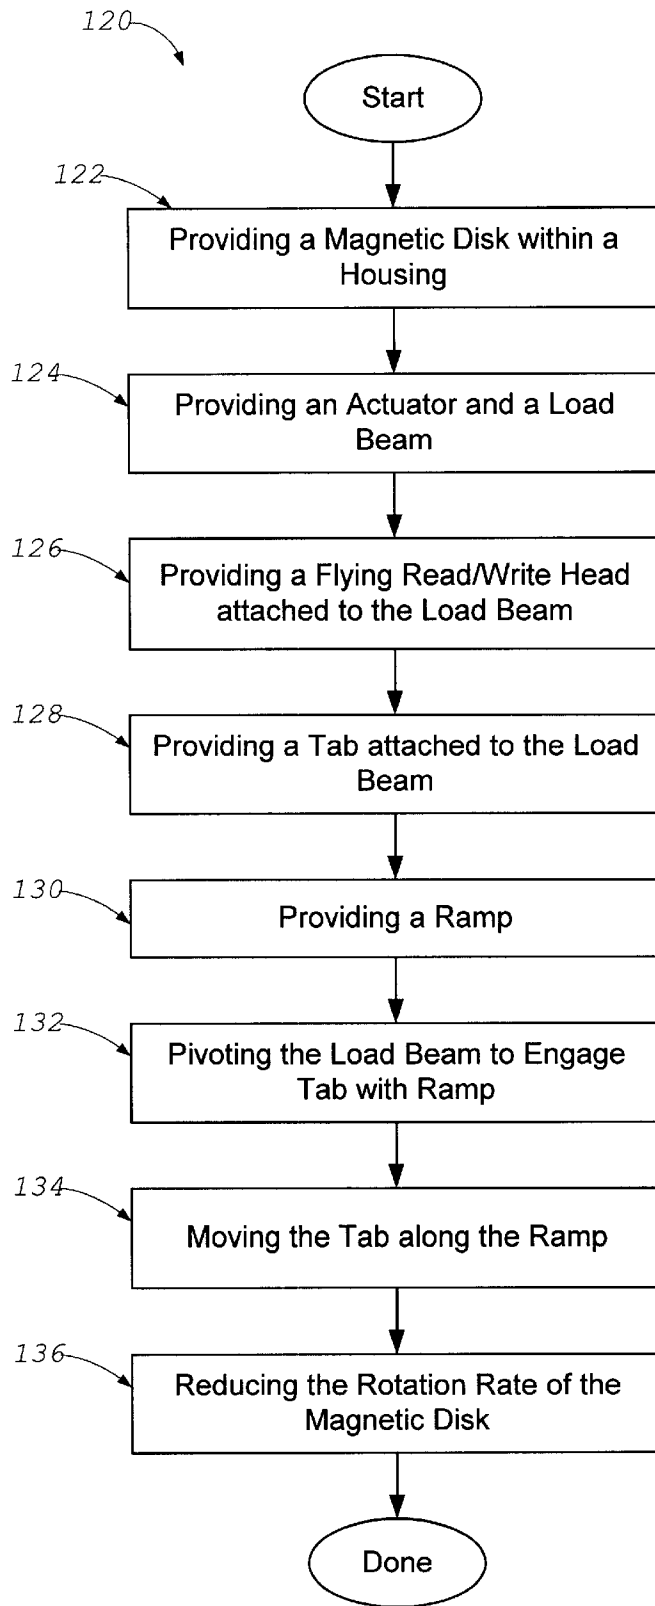 120
Start
122
Providing a Magnetic Disk within a
Housing
124
Providing an Actuator and a Load
Beam
126
Providing a Flying Read/Write Head
attached to the Load Beam
128
Providing a Tab attached to the Load
Beam
130
Providing a Ramp
132
Pivoting the Load Beam to Engage
Tab with Ramp
134
Moving the Tab along the Ramp
136
Reducing the Rotation Rate of the
Magnetic Disk
Done